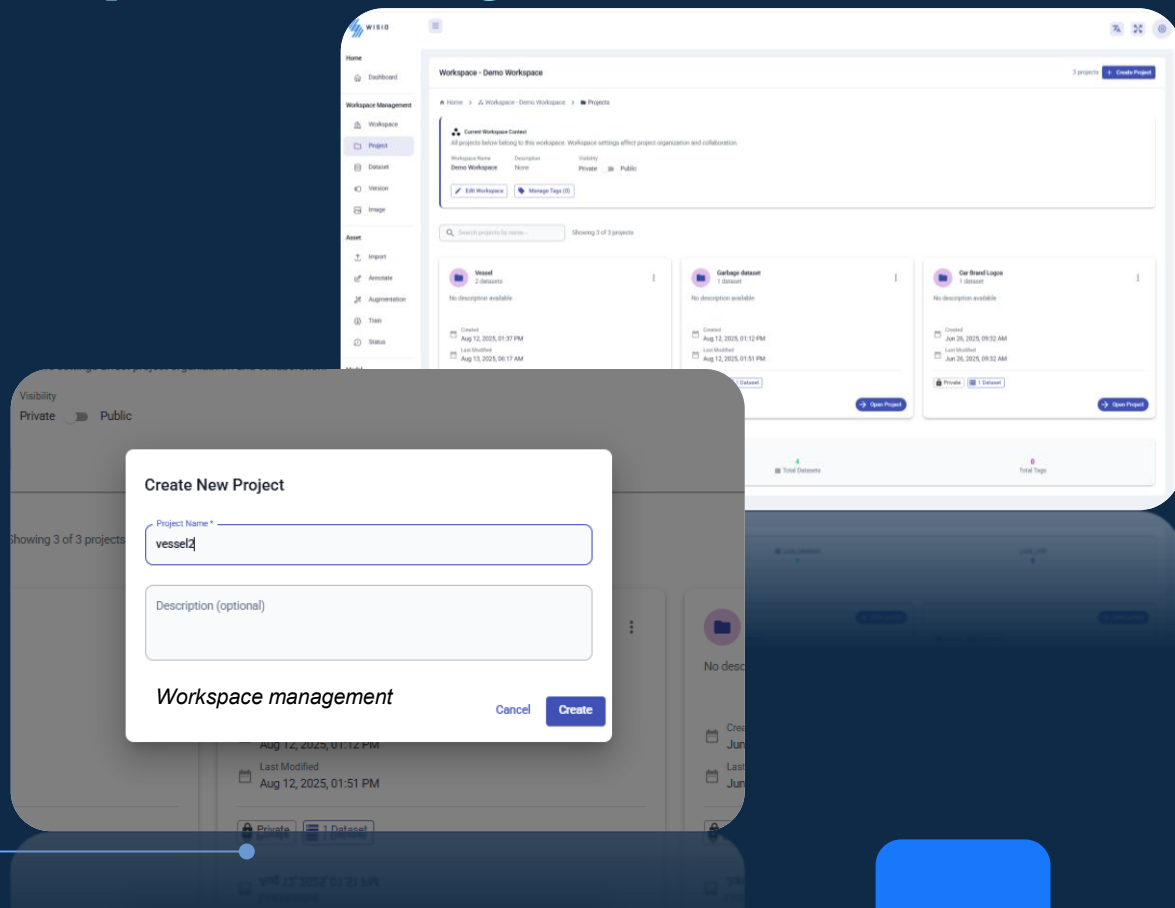 WISIO
Home
Dashboard
Workspace Management
Workspace
Project
Dataset
Version
Image
Asset
Import
Annotate
Augmentation
Train
Status
Workspace - Demo Workspace
3 projects
+ Create Project
Home > Workspace - Demo Workspace > Projects
Current Workspace Context
All projects below belong to this workspace. Workspace settings affect project organization and collaboration.
Workspace Name Description Visibility
Demo Workspace None Private Public
Edit Workspace Manage Tags (0)
Search projects by name... Showing 3 of 3 projects
Vessel
2 datasets
No description available
Created
Aug 12, 2025, 01:37 PM
Last Modified
Aug 13, 2025, 06:17 AM
Garbage dataset
1 dataset
No description available
Created
Aug 12, 2025, 01:12 PM
Last Modified
Aug 12, 2025, 01:51 PM
1 Dataset
Open Project
Car Brand Logos
1 dataset
No description available
Created
Jun 26, 2025, 09:32 AM
Last Modified
Jun 26, 2025, 09:32 AM
Private 1 Dataset
Open Project
4
Total Datasets
0
Total Tags
Visibility
Private Public
Showing 3 of 3 projects
Create New Project
Project Name *
vessel2
Description (optional)
Workspace management
Cancel Create
Aug 12, 2025, 01:12 PM
Last Modified
Aug 12, 2025, 01:51 PM
Private 1 Dataset
No desc
Jun
Jun